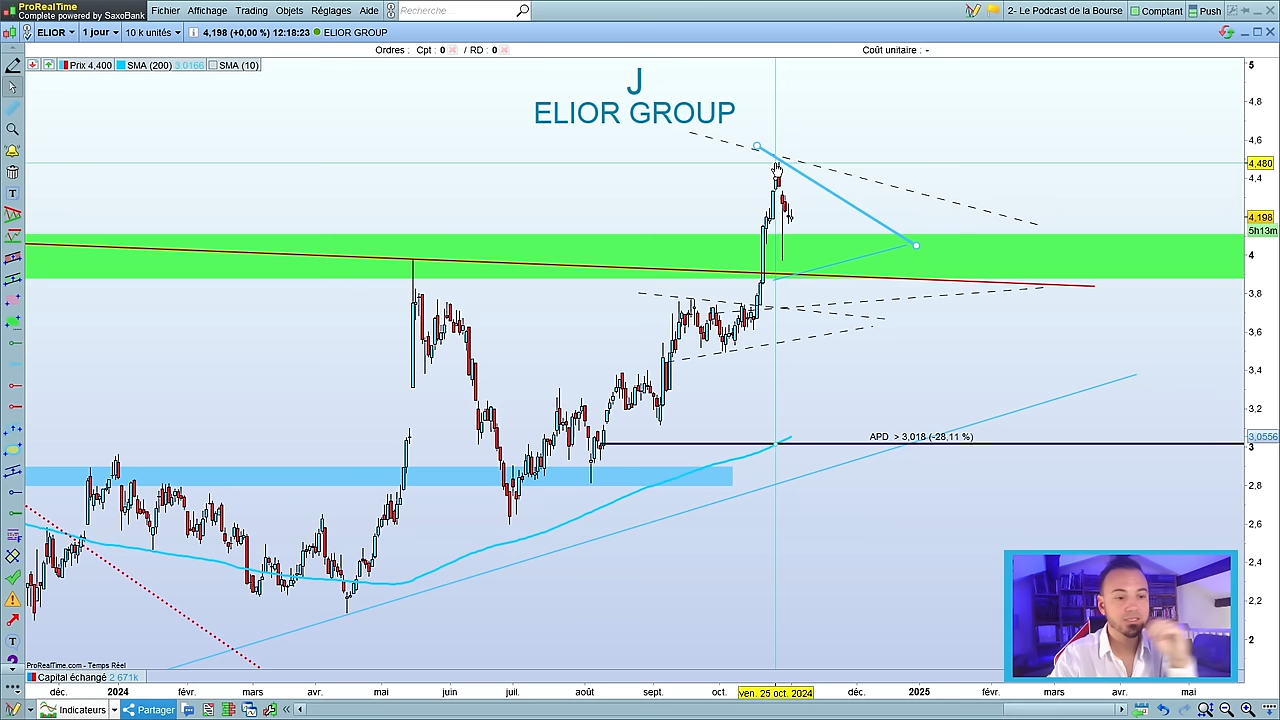 ProRealTime
Complete powered by SaxoBank
Fichier Affichage Trading Objets Réglages Aide Recherche 2- Le Podcast de la Bourse Comptant Push
ELIOR 1 jour 10 k unités i 4,198 (+0,00 %) 12:18:23 ELIOR GROUP
Ordres : Cpt : 0 / RD : 0 Coût unitaire : -
Prix 4,400 SMA (200) 3.0166 SMA (10)
J
ELIOR GROUP
5
4,8
4,6
4,480
4,4
4,198
5h13m
4
3,8
3,6
3,4
3,2
APD > 3,018 (-28,11 %)
3,0556
3
2,8
2,6
2,4
2,2
2
ProRealTime.com - Temps Réel
Capital échangé 2 671k
déc. 2024 févr. mars avr. mai juin juil. août sept. oct. ven. 25 oct. 2024 déc. 2025 févr. mars avr. mai
Indicateurs Partager